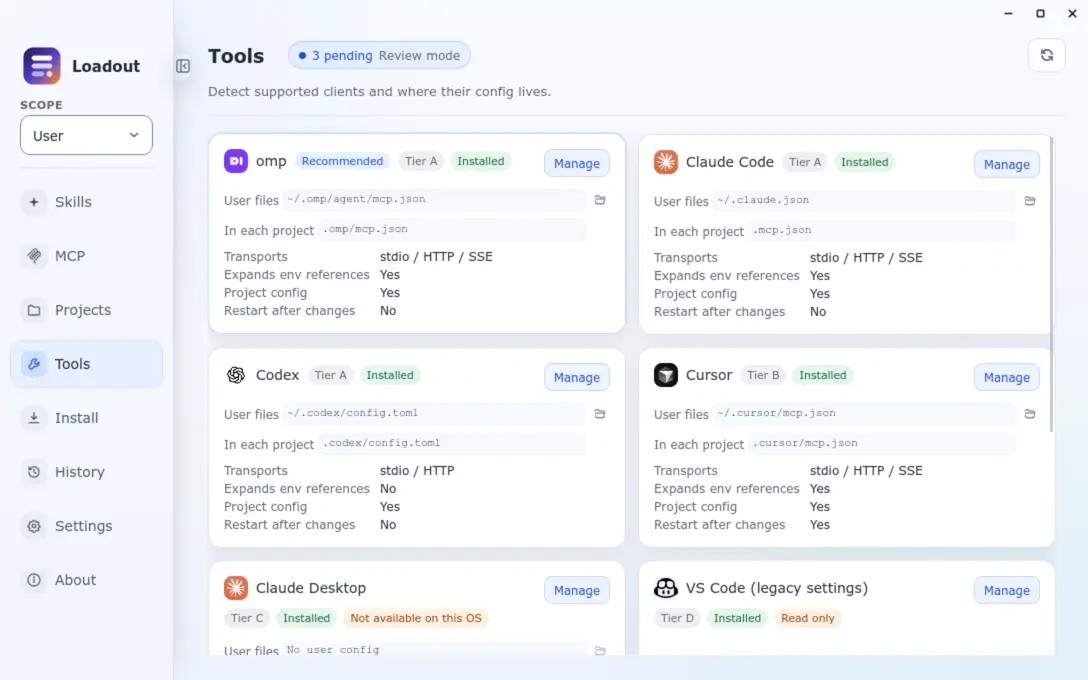 Loadout
SCOPE
User
Skills
MCP
Projects
Tools
Install
History
Settings
About
Tools
3 pending Review mode
Detect supported clients and where their config lives.
omp Recommended Tier A Installed Manage
User files ~/.omp/agent/mcp.json
In each project .omp/mcp.json
Transports stdio / HTTP / SSE
Expands env references Yes
Project config Yes
Restart after changes No
Claude Code Tier A Installed Manage
User files ~/.claude.json
In each project .mcp.json
Transports stdio / HTTP / SSE
Expands env references Yes
Project config Yes
Restart after changes No
Codex Tier A Installed Manage
User files ~/.codex/config.toml
In each project .codex/config.toml
Transports stdio / HTTP
Expands env references No
Project config Yes
Restart after changes No
Cursor Tier B Installed Manage
User files ~/.cursor/mcp.json
In each project .cursor/mcp.json
Transports stdio / HTTP / SSE
Expands env references Yes
Project config Yes
Restart after changes Yes
Claude Desktop Manage
Tier C Installed Not available on this OS
User files No user config
VS Code (legacy settings) Manage
Tier D Installed Read only